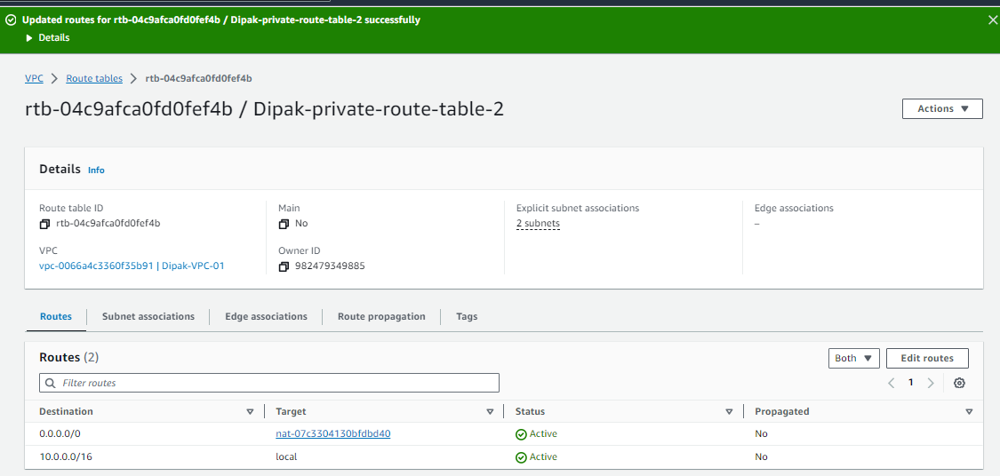 Updated routes for rtb-04c9afca0fd0fef4b / Dipak-private-route-table-2 successfully
Details
VPC > Route tables > rtb-04c9afca0fd0fef4b
rtb-04c9afca0fd0fef4b / Dipak-private-route-table-2
Actions
Details Info
Route table ID
rtb-04c9afca0fd0fef4b
Main
No
Explicit subnet associations
2 subnets
Edge associations
–
VPC
vpc-0066a4c3360f35b91 | Dipak-VPC-01
Owner ID
982479349885
Routes Subnet associations Edge associations Route propagation Tags
Routes (2)
Both Edit routes
Filter routes
1
Destination Target Status Propagated
0.0.0.0/0 nat-07c3304130bfdbd40 Active No
10.0.0.0/16 local Active No